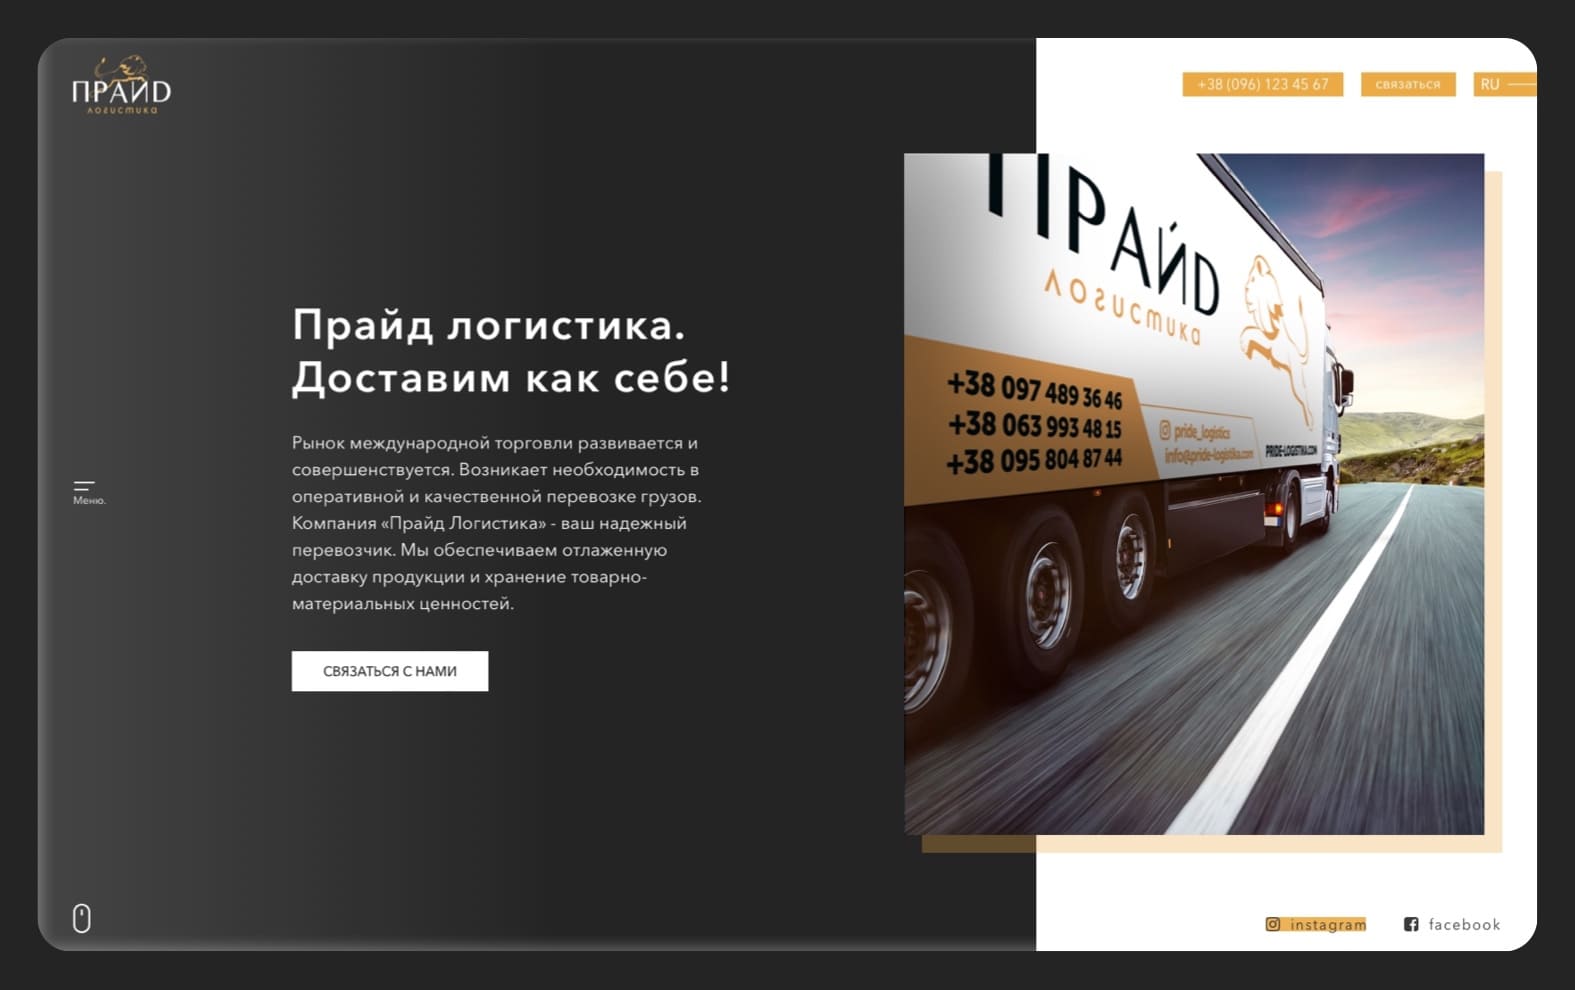 ПРАЙD
логистика
+38 (096) 123 45 67
связаться
RU
Прайд логистика.
Доставим как себе!
Рынок международной торговли развивается и
совершенствуется. Возникает необходимость в
оперативной и качественной перевозке грузов.
Компания «Прайд Логистика» - ваш надежный
перевозчик. Мы обеспечиваем отлаженную
доставку продукции и хранение товарно-
материальных ценностей.
СВЯЗАТЬСЯ С НАМИ
Меню.
ПРАЙD
логистика
+38 097 489 36 46
+38 063 993 48 15
+38 095 804 87 44
pride_logistics
info@pride-logistika.com
PRIDE-LOGISTIKA.COM
instagram
facebook